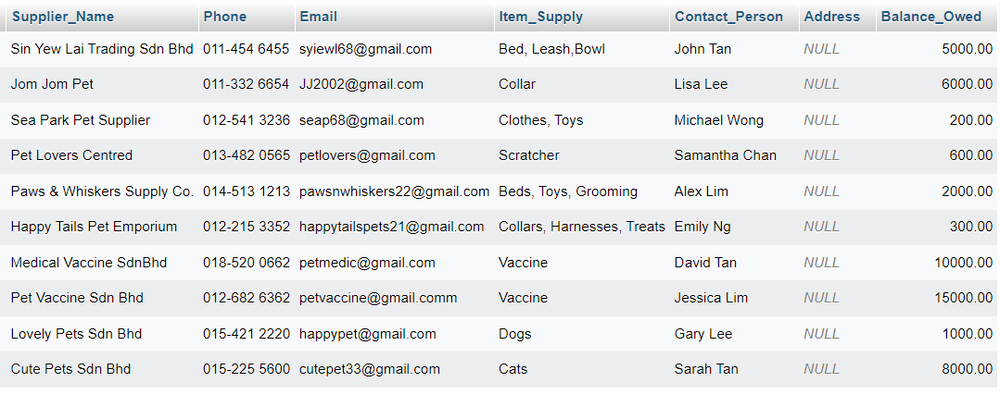 Supplier_Name Phone Email Item_Supply Contact_Person Address Balance_Owed
Sin Yew Lai Trading Sdn Bhd 011-454 6455 syiewl68@gmail.com Bed, Leash,Bowl John Tan NULL 5000.00
Jom Jom Pet 011-332 6654 JJ2002@gmail.com Collar Lisa Lee NULL 6000.00
Sea Park Pet Supplier 012-541 3236 seap68@gmail.com Clothes, Toys Michael Wong NULL 200.00
Pet Lovers Centred 013-482 0565 petlovers@gmail.com Scratcher Samantha Chan NULL 600.00
Paws & Whiskers Supply Co. 014-513 1213 pawsnwhiskers22@gmail.com Beds, Toys, Grooming Alex Lim NULL 2000.00
Happy Tails Pet Emporium 012-215 3352 happytailspets21@gmail.com Collars, Harnesses, Treats Emily Ng NULL 300.00
Medical Vaccine SdnBhd 018-520 0662 petmedic@gmail.com Vaccine David Tan NULL 10000.00
Pet Vaccine Sdn Bhd 012-682 6362 petvaccine@gmail.comm Vaccine Jessica Lim NULL 15000.00
Lovely Pets Sdn Bhd 015-421 2220 happypet@gmail.com Dogs Gary Lee NULL 1000.00
Cute Pets Sdn Bhd 015-225 5600 cutepet33@gmail.com Cats Sarah Tan NULL 8000.00